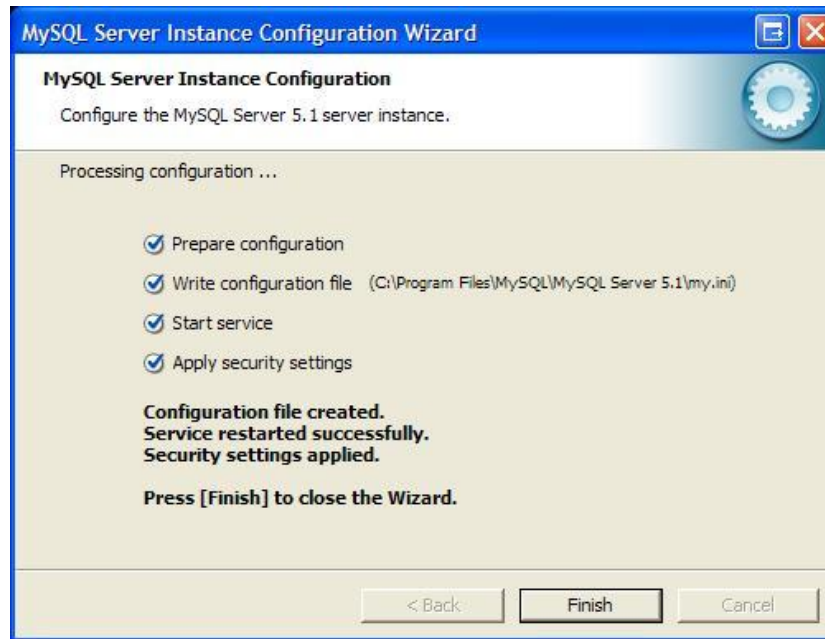 MySQL Server Instance Configuration Wizard
MySQL Server Instance Configuration
Configure the MySQL Server 5.1 server instance.
Processing configuration ...
Prepare configuration
Write configuration file (C:\Program Files\MySQL\MySQL Server 5.1\my.ini)
Start service
Apply security settings
Configuration file created.
Service restarted successfully.
Security settings applied.
Press [Finish] to close the Wizard.
< Back Finish Cancel